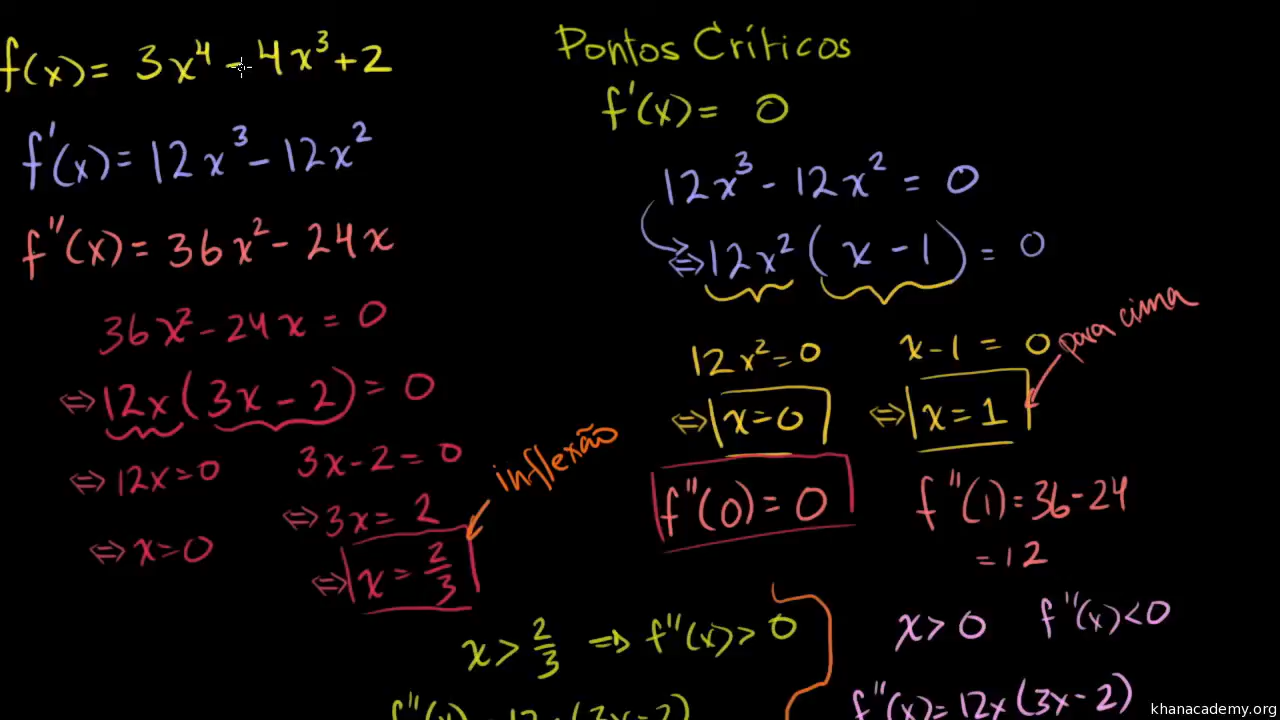 f(x) = 3x⁴ - 4x³ + 2
f'(x) = 12x³ - 12x²
f''(x) = 36x² - 24x
36x² - 24x = 0
⇔ 12x(3x - 2) = 0
⇔ 12x = 0
⇔ x = 0
3x - 2 = 0
⇔ 3x = 2
⇔ x = 2/3
inflexão
Pontos Críticos
f'(x) = 0
12x³ - 12x² = 0
⇔ 12x² (x - 1) = 0
12x² = 0
⇔ x = 0
f''(0) = 0
x - 1 = 0
⇔ x = 1
para cima
f''(1) = 36 - 24
= 12
x > 2/3 ⇒ f''(x) > 0
f''(x) = 12x(3x - 2)
x > 0 f''(x) < 0
f''(x) = 12x(3x - 2)
khanacademy.org